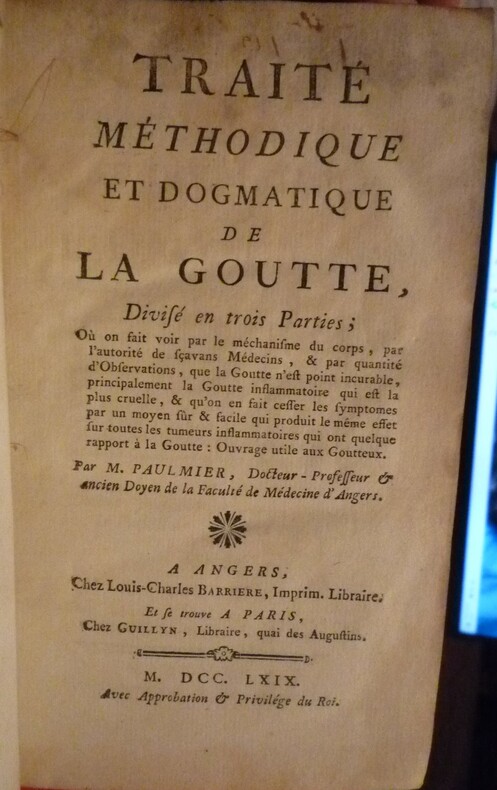 TRAITÉ
MÉTHODIQUE
ET DOGMATIQUE
DE
LA GOUTTE,
Diviſé en trois Parties ;
Où on fait voir par le méchaniſme du corps , par
l'autorité de ſçavans Médecins , & par quantité
d'Obſervations , que la Goutte n'eſt point incurable,
principalement la Goutte inflammatoire qui eſt la
plus cruelle , & qu'on en fait ceſſer les ſymptomes
par un moyen ſûr & facile qui produit le même effet
ſur toutes les tumeurs inflammatoires qui ont quelque
rapport à la Goutte : Ouvrage utile aux Goutteux.
Par M. PAULMIER, Docteur - Profeſſeur &
ancien Doyen de la Faculté de Médecine d'Angers.
A ANGERS,
Chez Louis-Charles BARRIERE, Imprim. Libraire.
Et ſe trouve A PARIS,
Chez GUILLYN , Libraire, quai des Auguſtins.
M. DCC. LXIX.
Avec Approbation & Privilége du Roi.